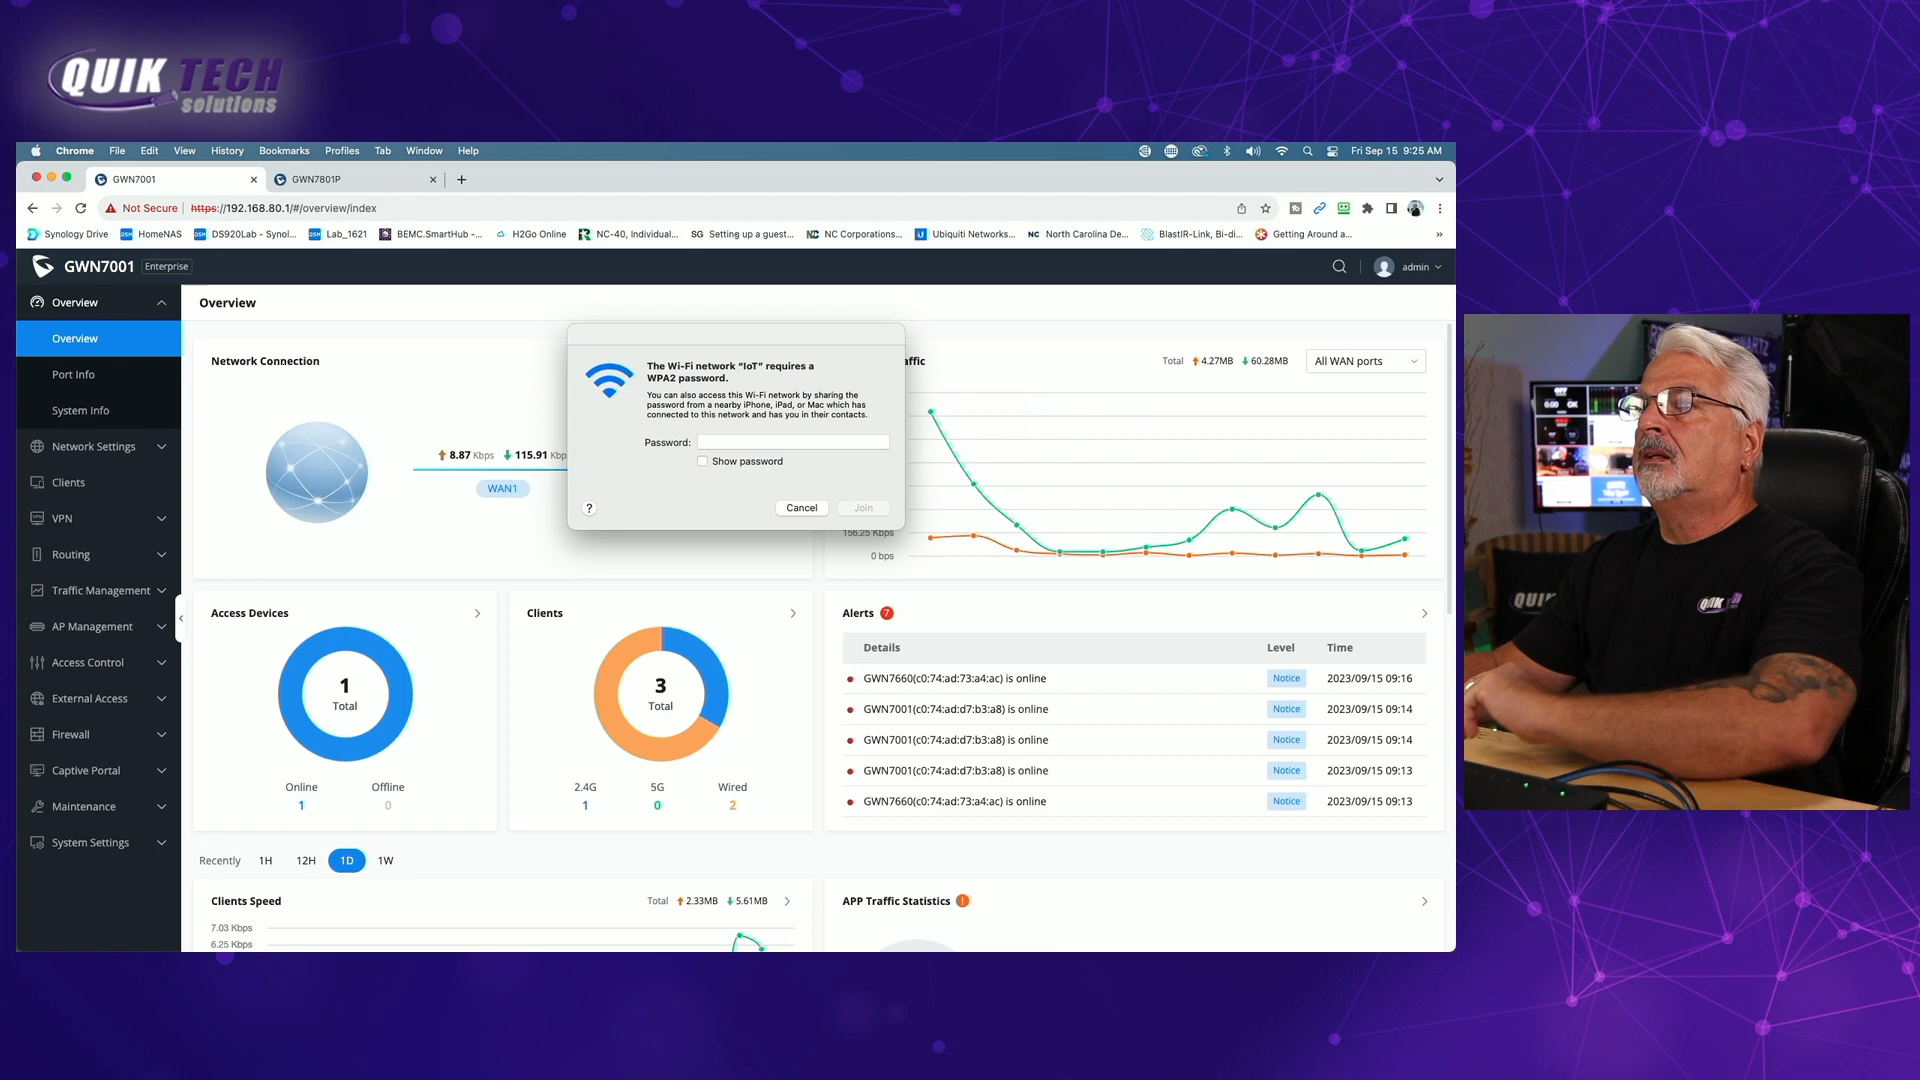 QUIK TECH
solutions
Chrome File Edit View History Bookmarks Profiles Tab Window Help
Fri Sep 15 9:25 AM
GWN7001
GWN7801P
Not Secure
https://192.168.80.1/#/overview/index
Synology Drive
HomeNAS
DS920Lab - Synol...
Lab_1621
BEMC.SmartHub -...
H2Go Online
NC-40, Individual...
SG Setting up a guest...
NC Corporations...
Ubiquiti Networks...
NC North Carolina De...
BlastIR-Link, Bi-di...
Getting Around a...
»
GWN7001 Enterprise
admin
Overview
Overview
Port Info
System Info
Network Settings
Clients
VPN
Routing
Traffic Management
AP Management
Access Control
External Access
Firewall
Captive Portal
Maintenance
System Settings
Overview
Network Connection
8.87 Kbps 115.91 Kbp
WAN1
The Wi-Fi network “IoT” requires a
WPA2 password.
You can also access this Wi-Fi network by sharing the
password from a nearby iPhone, iPad, or Mac which has
connected to this network and has you in their contacts.
Password:
Show password
?
Cancel
Join
affic
Total 4.27MB 60.28MB
All WAN ports
156.25 Kbps
0 bps
Access Devices
1
Total
Online
1
Offline
0
Clients
3
Total
2.4G
1
5G
0
Wired
2
Alerts 7
Details Level Time
GWN7660(c0:74:ad:73:a4:ac) is online Notice 2023/09/15 09:16
GWN7001(c0:74:ad:d7:b3:a8) is online Notice 2023/09/15 09:14
GWN7001(c0:74:ad:d7:b3:a8) is online Notice 2023/09/15 09:14
GWN7001(c0:74:ad:d7:b3:a8) is online Notice 2023/09/15 09:13
GWN7660(c0:74:ad:73:a4:ac) is online Notice 2023/09/15 09:13
Recently 1H 12H 1D 1W
Clients Speed
Total 2.33MB 5.61MB
7.03 Kbps
6.25 Kbps
APP Traffic Statistics !
QUIK
QUIK TECH